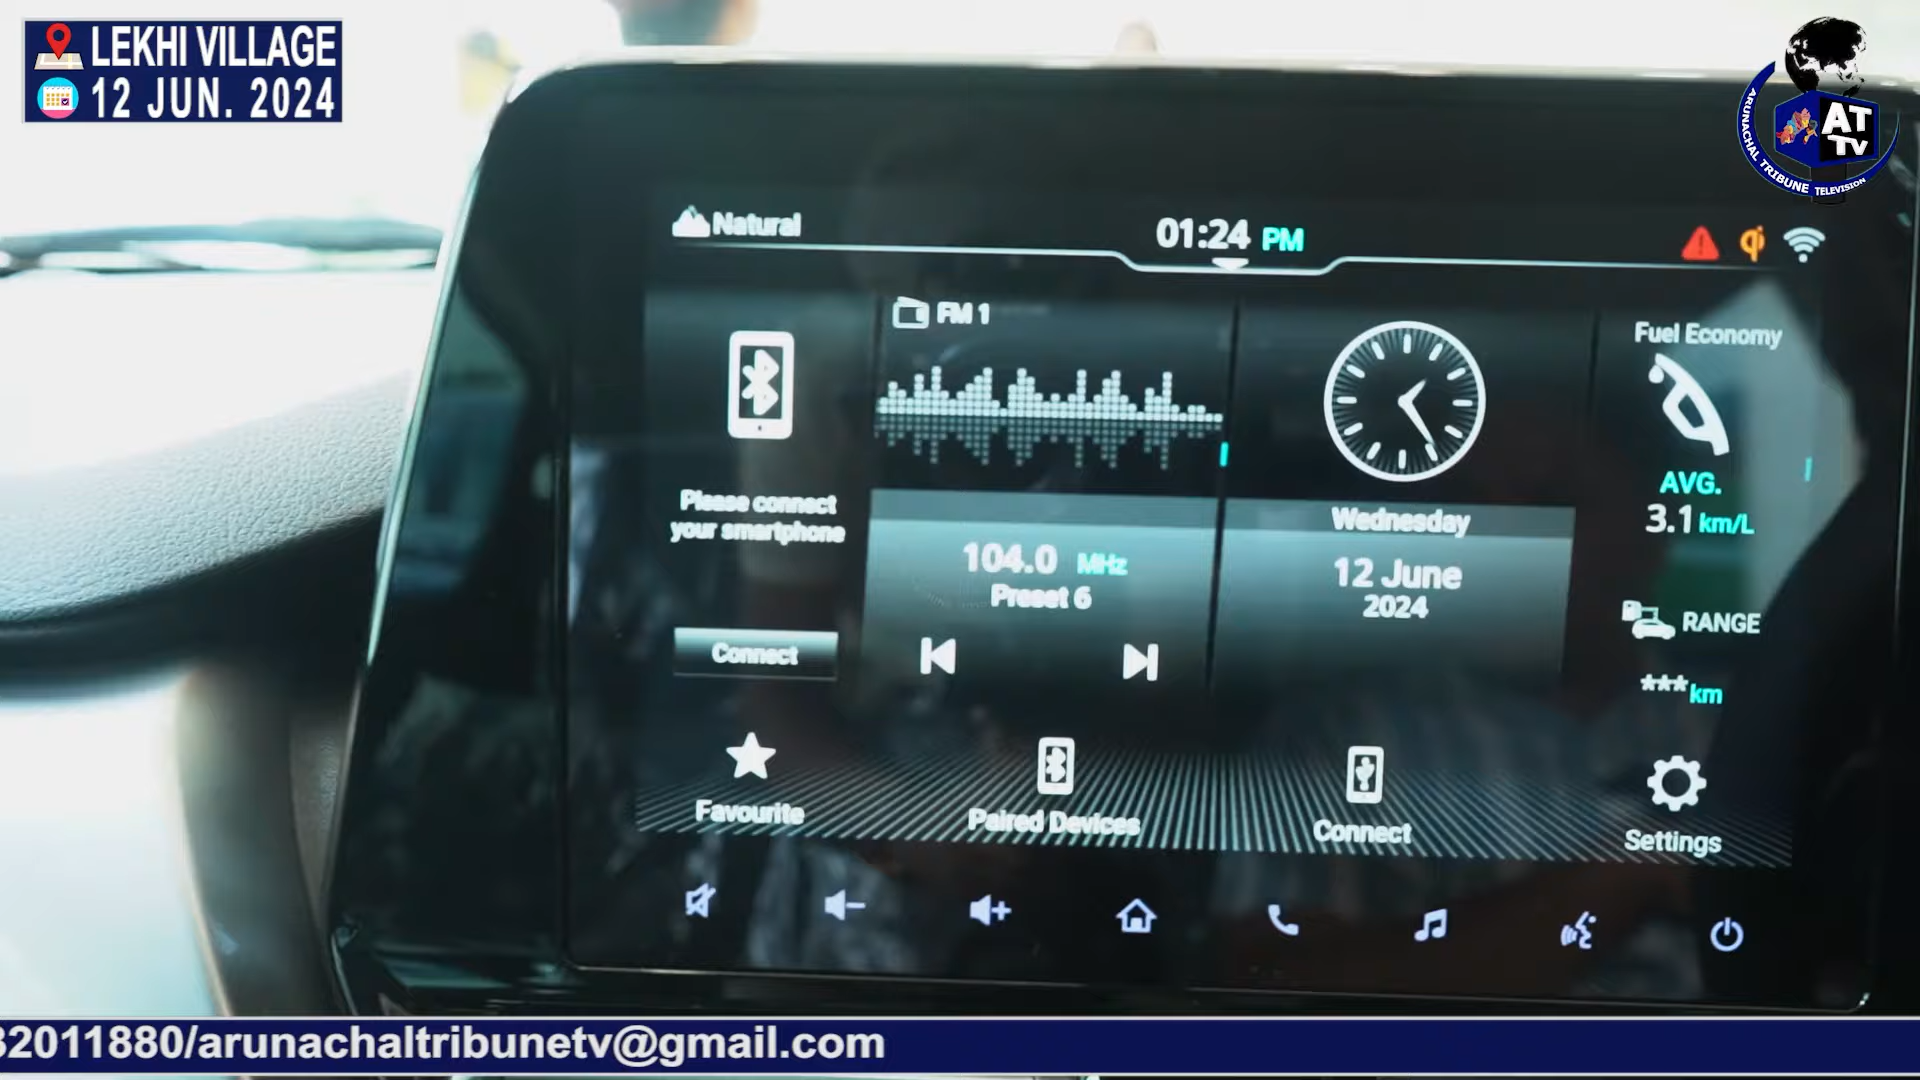 LEKHI VILLAGE
12 JUN. 2024
ARUNACHAL TRIBUNE TELEVISION
AT
TV
Natural
01:24 PM
FM 1
Fuel Economy
AVG.
3.1 km/L
Please connect
your smartphone
Wednesday
104.0 MHz
12 June
Preset 6
2024
RANGE
*** km
Connect
Favourite
Paired Devices
Connect
Settings
32011880/arunachaltribunetv@gmail.com